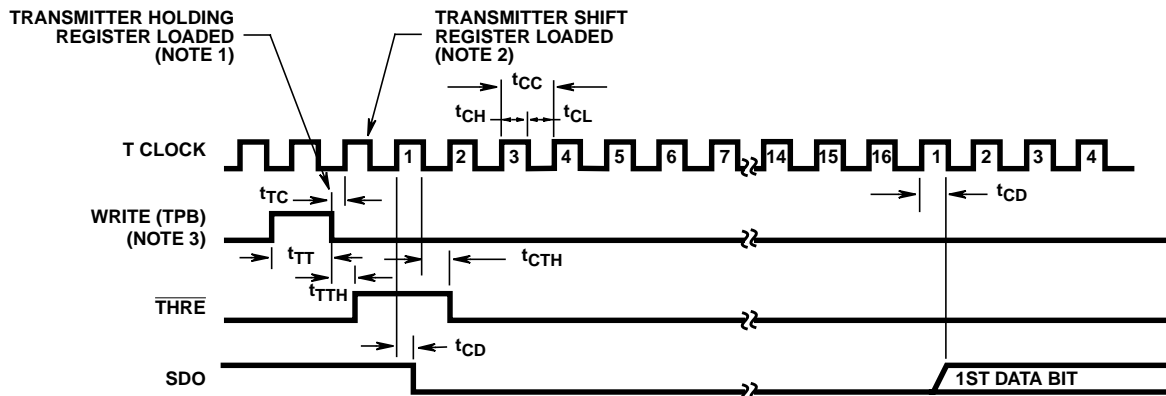 TRANSMITTER HOLDING
REGISTER LOADED
(NOTE 1)
TRANSMITTER SHIFT
REGISTER LOADED
(NOTE 2)
tCC
tCH
tCL
T CLOCK
1
2
3
4
5
6
7
14
15
16
1
2
3
4
tTC
tCD
WRITE (TPB)
(NOTE 3)
tTT
tCTH
tTTH
THRE
tCD
SDO
1ST DATA BIT